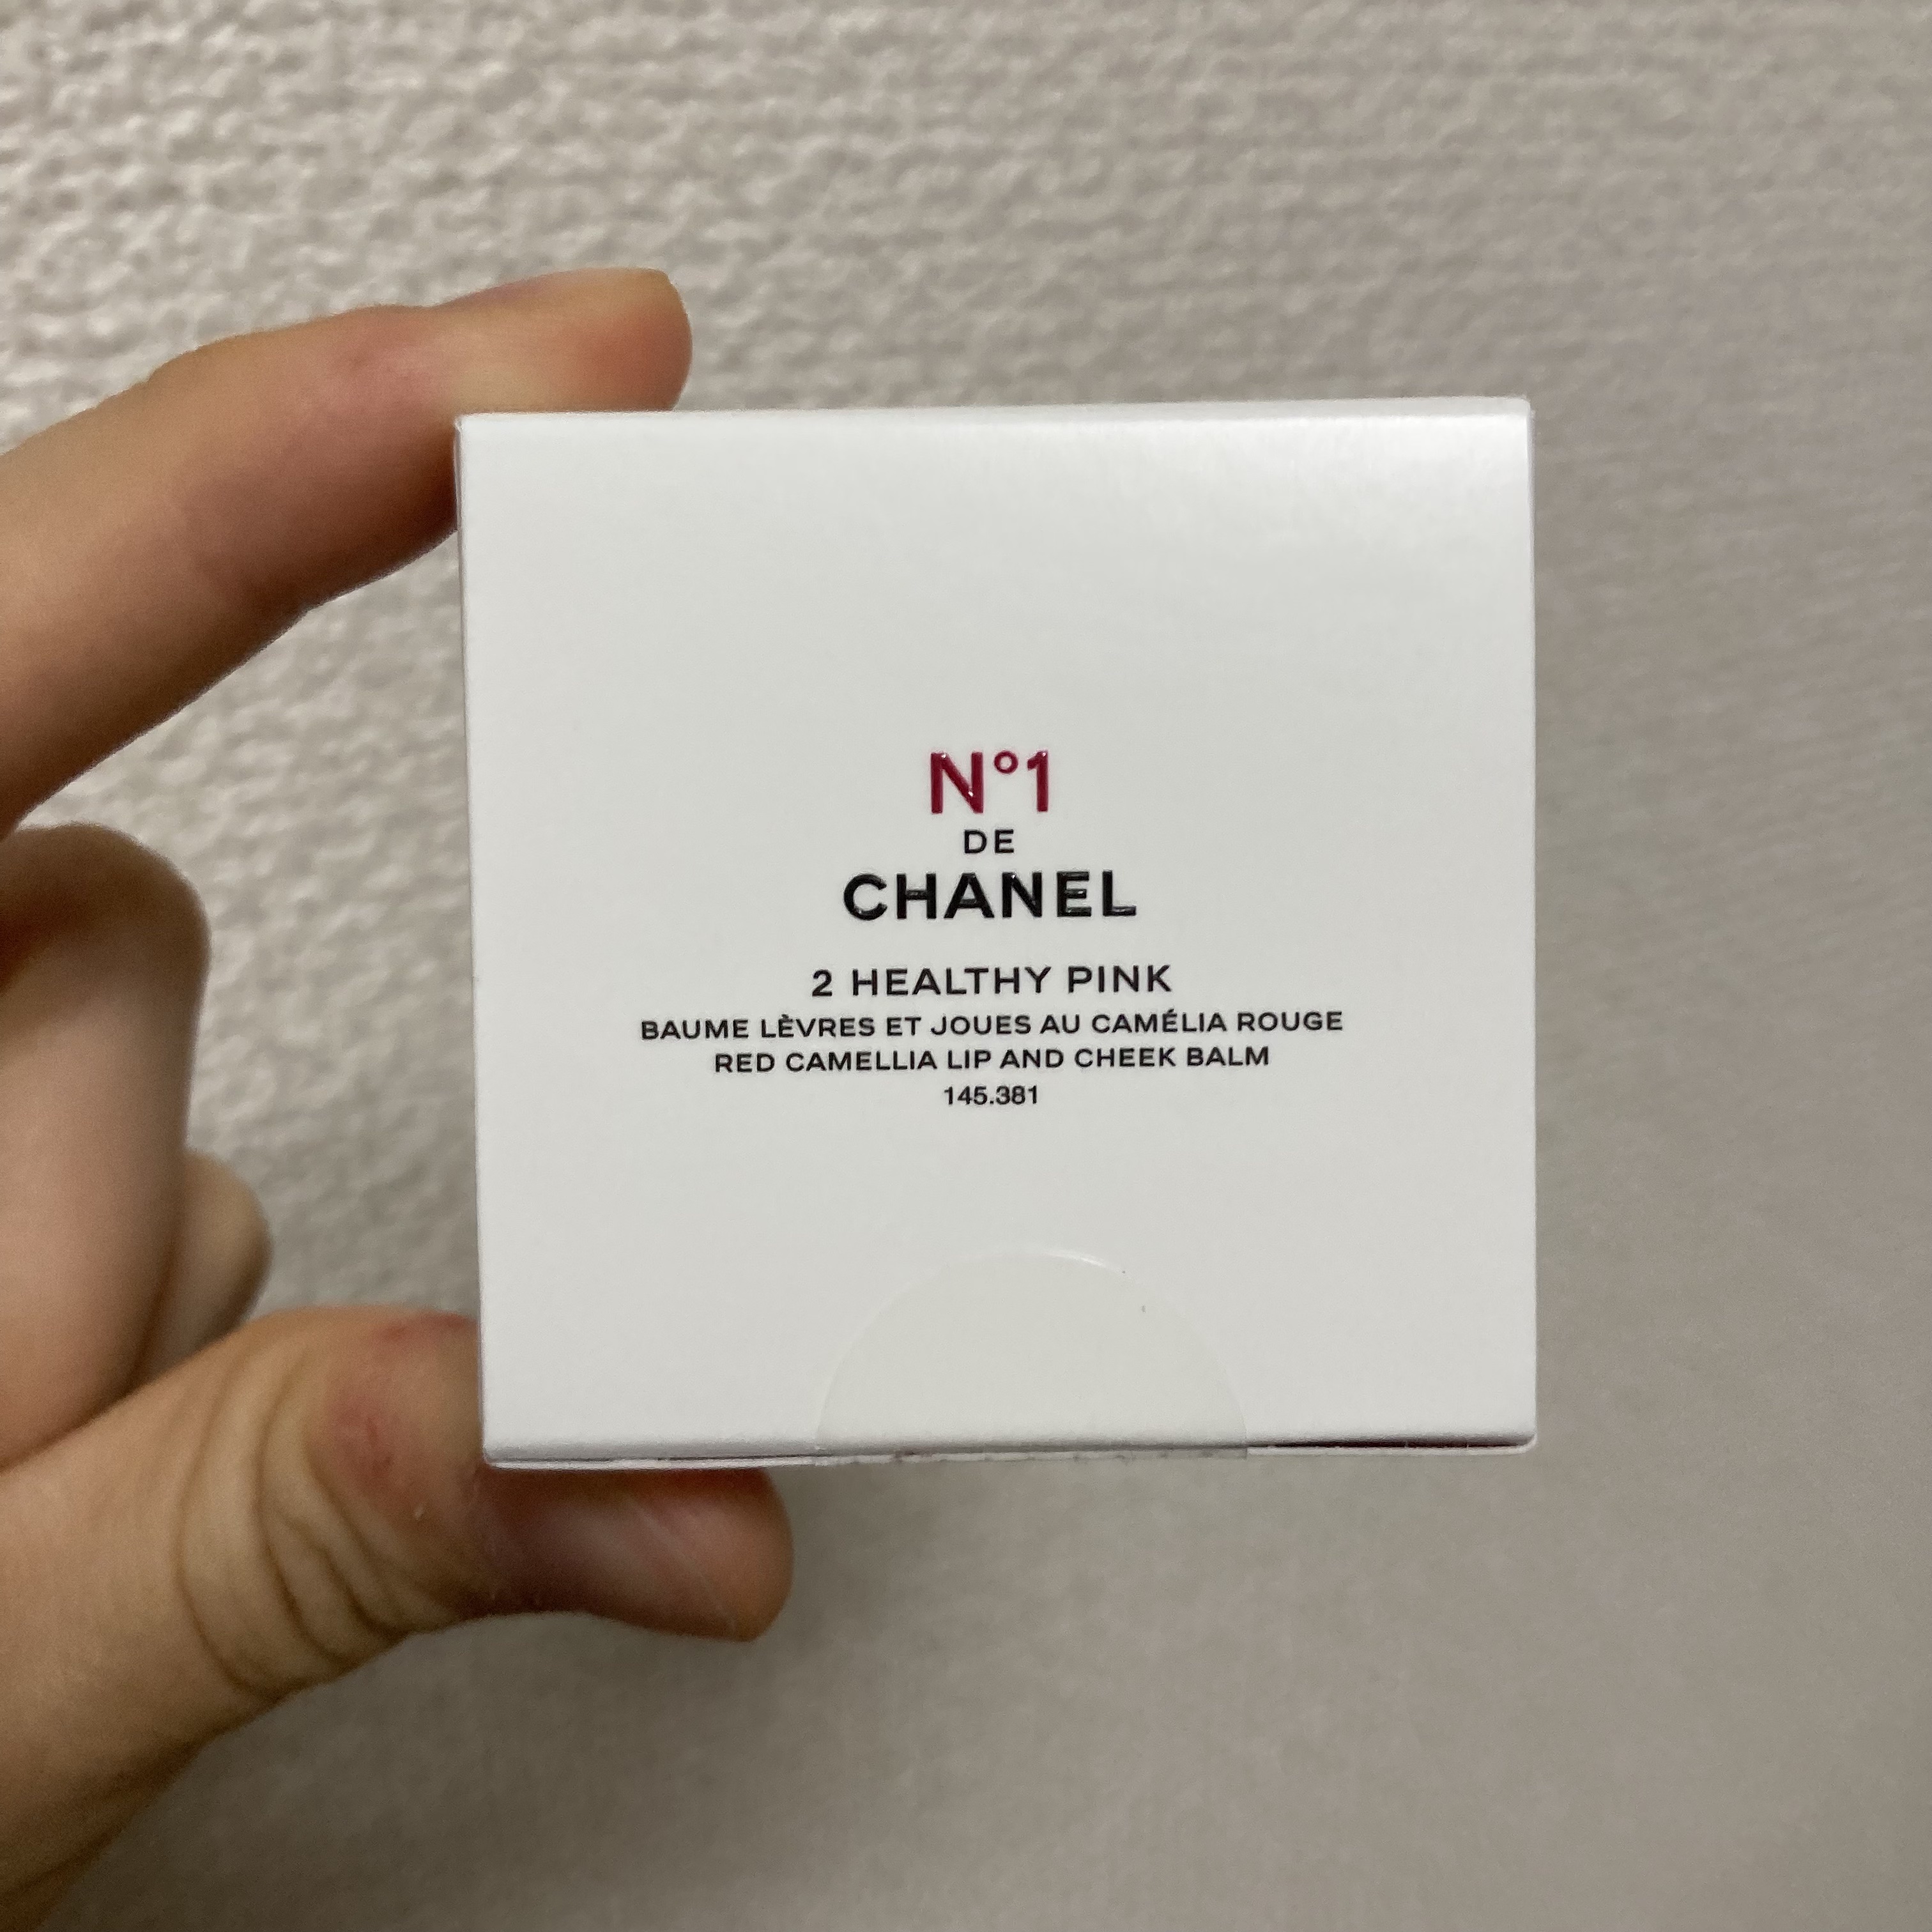 N°1
DE
CHANEL
2 HEALTHY PINK
BAUME LÈVRES ET JOUES AU CAMÉLIA ROUGE
RED CAMELLIA LIP AND CHEEK BALM
145.381